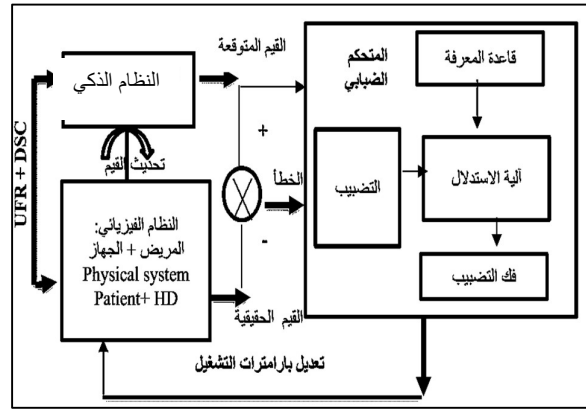 القيم المتوقعة
النظام الذكي
المتحكم
الضبابي
قاعدة المعرفة
UFR + DSC
تحديث القيم
+
الخطأ
-
التضبيب
آلية الاستدلال
فك التضبيب
النظام الفيزيائي:
المريض + الجهاز
Physical system
Patient+ HD
القيم الحقيقية
تعديل بارامترات التشغيل